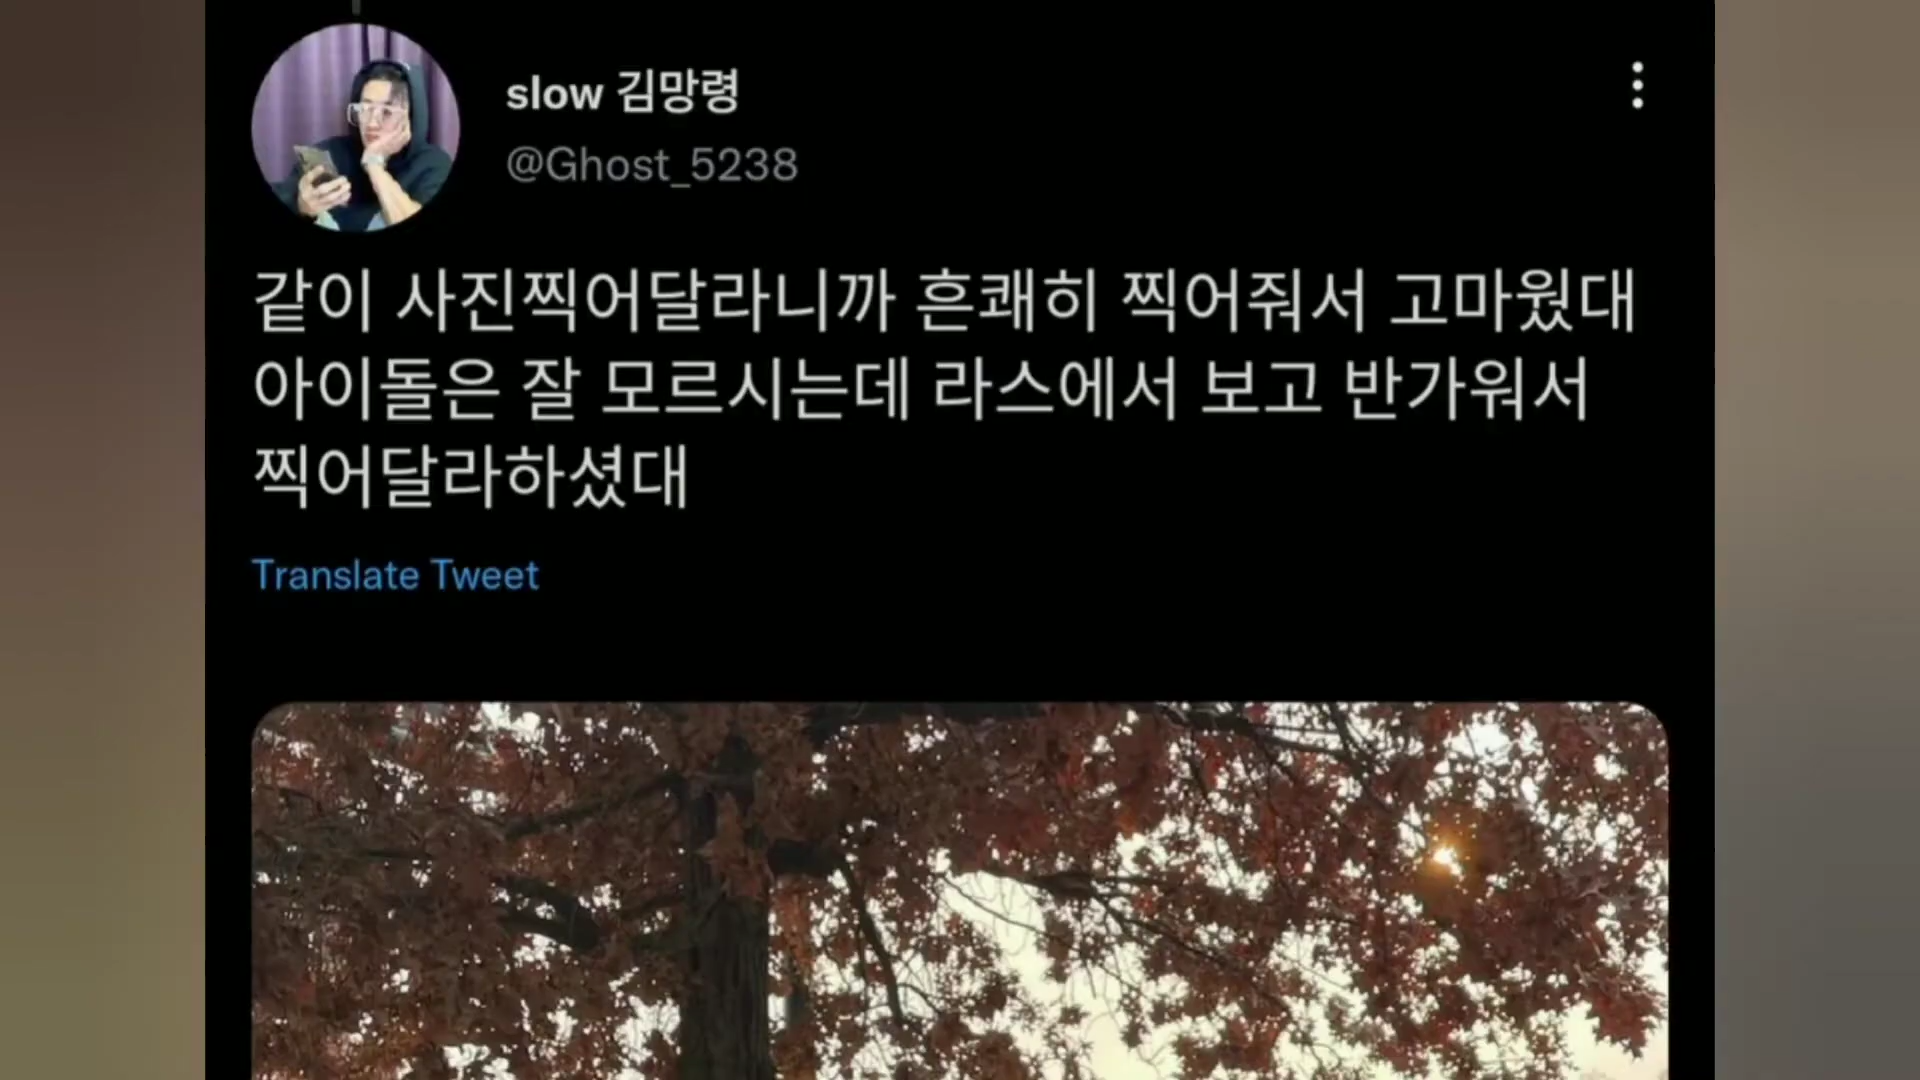 slow 김망령
@Ghost_5238
같이 사진찍어달라니까 흔쾌히 찍어줘서 고마웠대
아이돌은 잘 모르시는데 라스에서 보고 반가워서
찍어달라하셨대
Translate Tweet